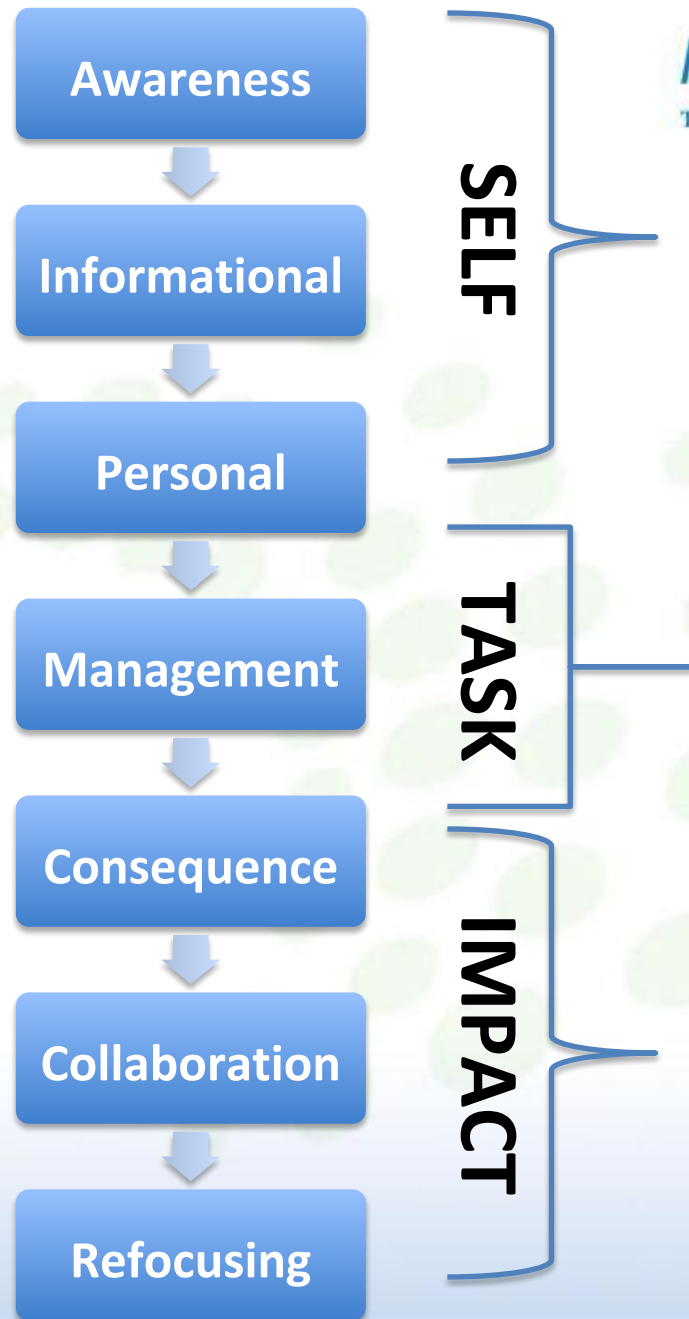 Awareness
Informational
Personal
Management
Consequence
Collaboration
Refocusing
SELF
TASK
IMPACT